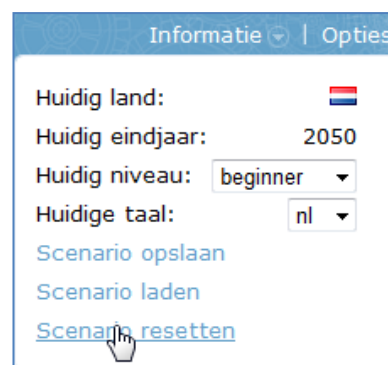 Informatie | Opties
Huidig land:
Huidig eindjaar: 2050
Huidig niveau: beginner
Huidige taal: nl
Scenario opslaan
Scenario laden
Scenario resetten